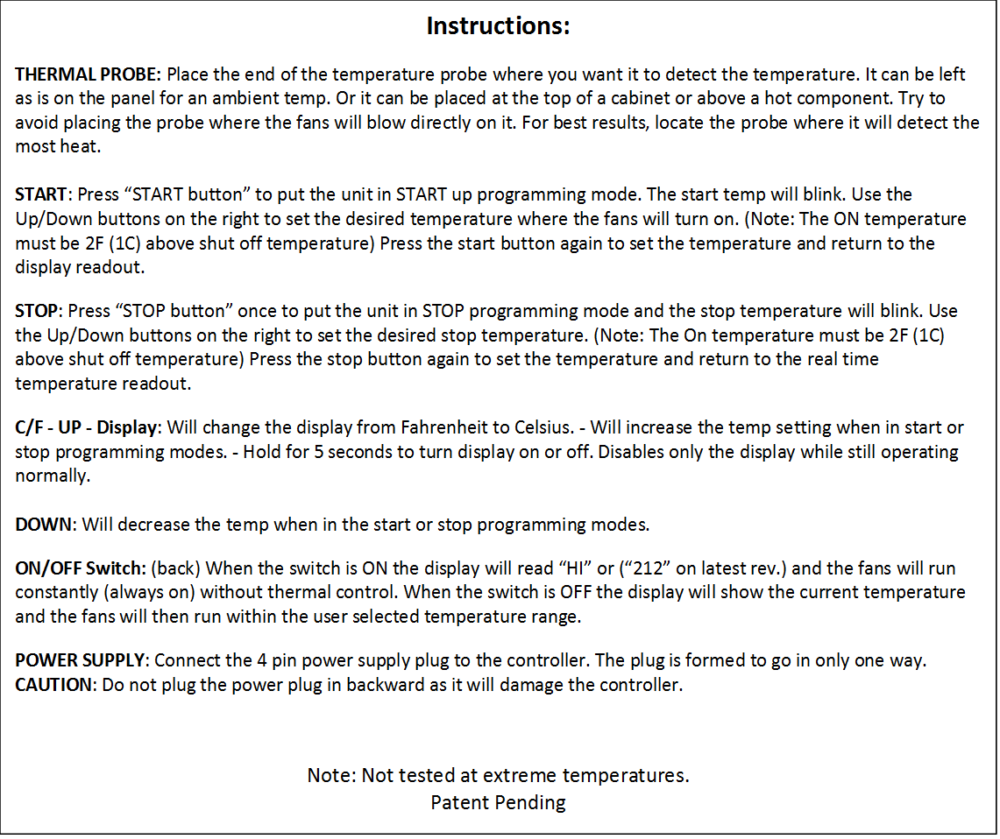 Instructions:
THERMAL PROBE: Place the end of the temperature probe where you want it to detect the temperature. It can be left
as is on the panel for an ambient temp. Or it can be placed at the top of a cabinet or above a hot component. Try to
avoid placing the probe where the fans will blow directly on it. For best results, locate the probe where it will detect the
most heat.
START: Press “START button” to put the unit in START up programming mode. The start temp will blink. Use the
Up/Down buttons on the right to set the desired temperature where the fans will turn on. (Note: The ON temperature
must be 2F (1C) above shut off temperature) Press the start button again to set the temperature and return to the
display readout.
STOP: Press “STOP button” once to put the unit in STOP programming mode and the stop temperature will blink. Use
the Up/Down buttons on the right to set the desired stop temperature. (Note: The On temperature must be 2F (1C)
above shut off temperature) Press the stop button again to set the temperature and return to the real time
temperature readout.
C/F - UP - Display: Will change the display from Fahrenheit to Celsius. - Will increase the temp setting when in start or
stop programming modes. - Hold for 5 seconds to turn display on or off. Disables only the display while still operating
normally.
DOWN: Will decrease the temp when in the start or stop programming modes.
ON/OFF Switch: (back) When the switch is ON the display will read “HI” or (“212” on latest rev.) and the fans will run
constantly (always on) without thermal control. When the switch is OFF the display will show the current temperature
and the fans will then run within the user selected temperature range.
POWER SUPPLY: Connect the 4 pin power supply plug to the controller. The plug is formed to go in only one way.
CAUTION: Do not plug the power plug in backward as it will damage the controller.
Note: Not tested at extreme temperatures.
Patent Pending